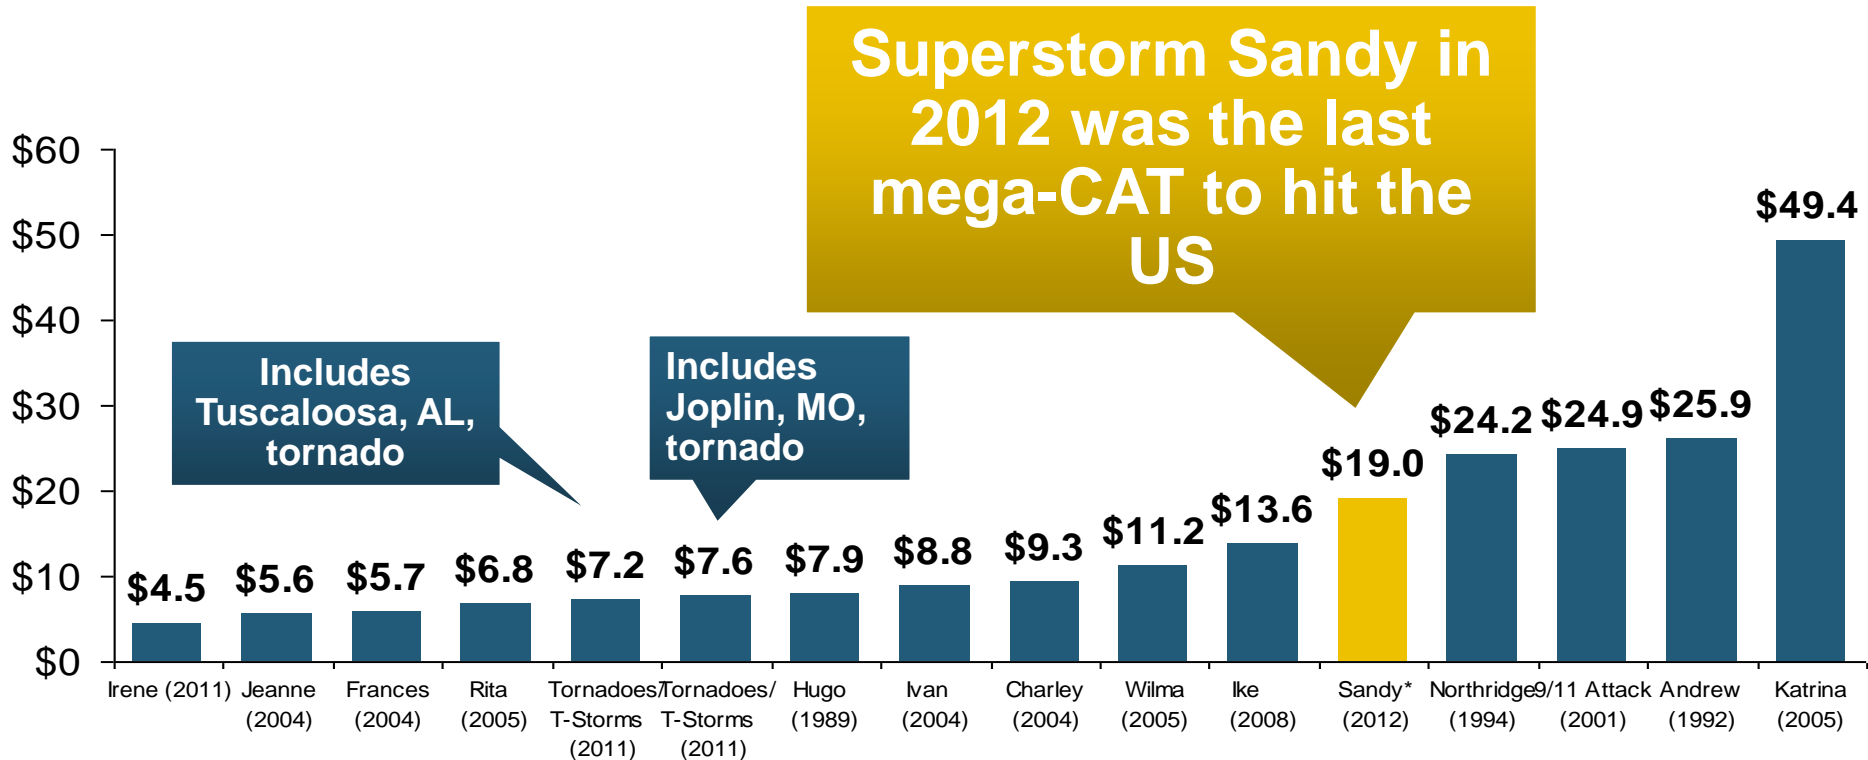 Superstorm Sandy in
2012 was the last
mega-CAT to hit the
US
$60
$50
$40
$30
$20
$10
$0
Includes
Tuscaloosa, AL,
tornado
Includes
Joplin, MO,
tornado
$4.5
$5.6
$5.7
$6.8
$7.2
$7.6
$7.9
$8.8
$9.3
$11.2
$13.6
$19.0
$24.2
$24.9
$25.9
$49.4
Irene (2011)
Jeanne
(2004)
Frances
(2004)
Rita
(2005)
Tornadoes/
T-Storms
(2011)
Tornadoes/
T-Storms
(2011)
Hugo
(1989)
Ivan
(2004)
Charley
(2004)
Wilma
(2005)
Ike
(2008)
Sandy*
(2012)
Northridge
(1994)
9/11 Attack
(2001)
Andrew
(1992)
Katrina
(2005)